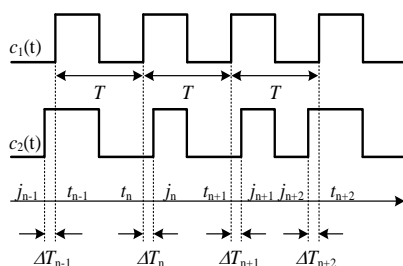 c1(t)
T T T
c2(t)
jn-1 tn-1 tn jn tn+1 jn+1 jn+2 tn+2
ΔTn-1 ΔTn ΔTn+1 ΔTn+2